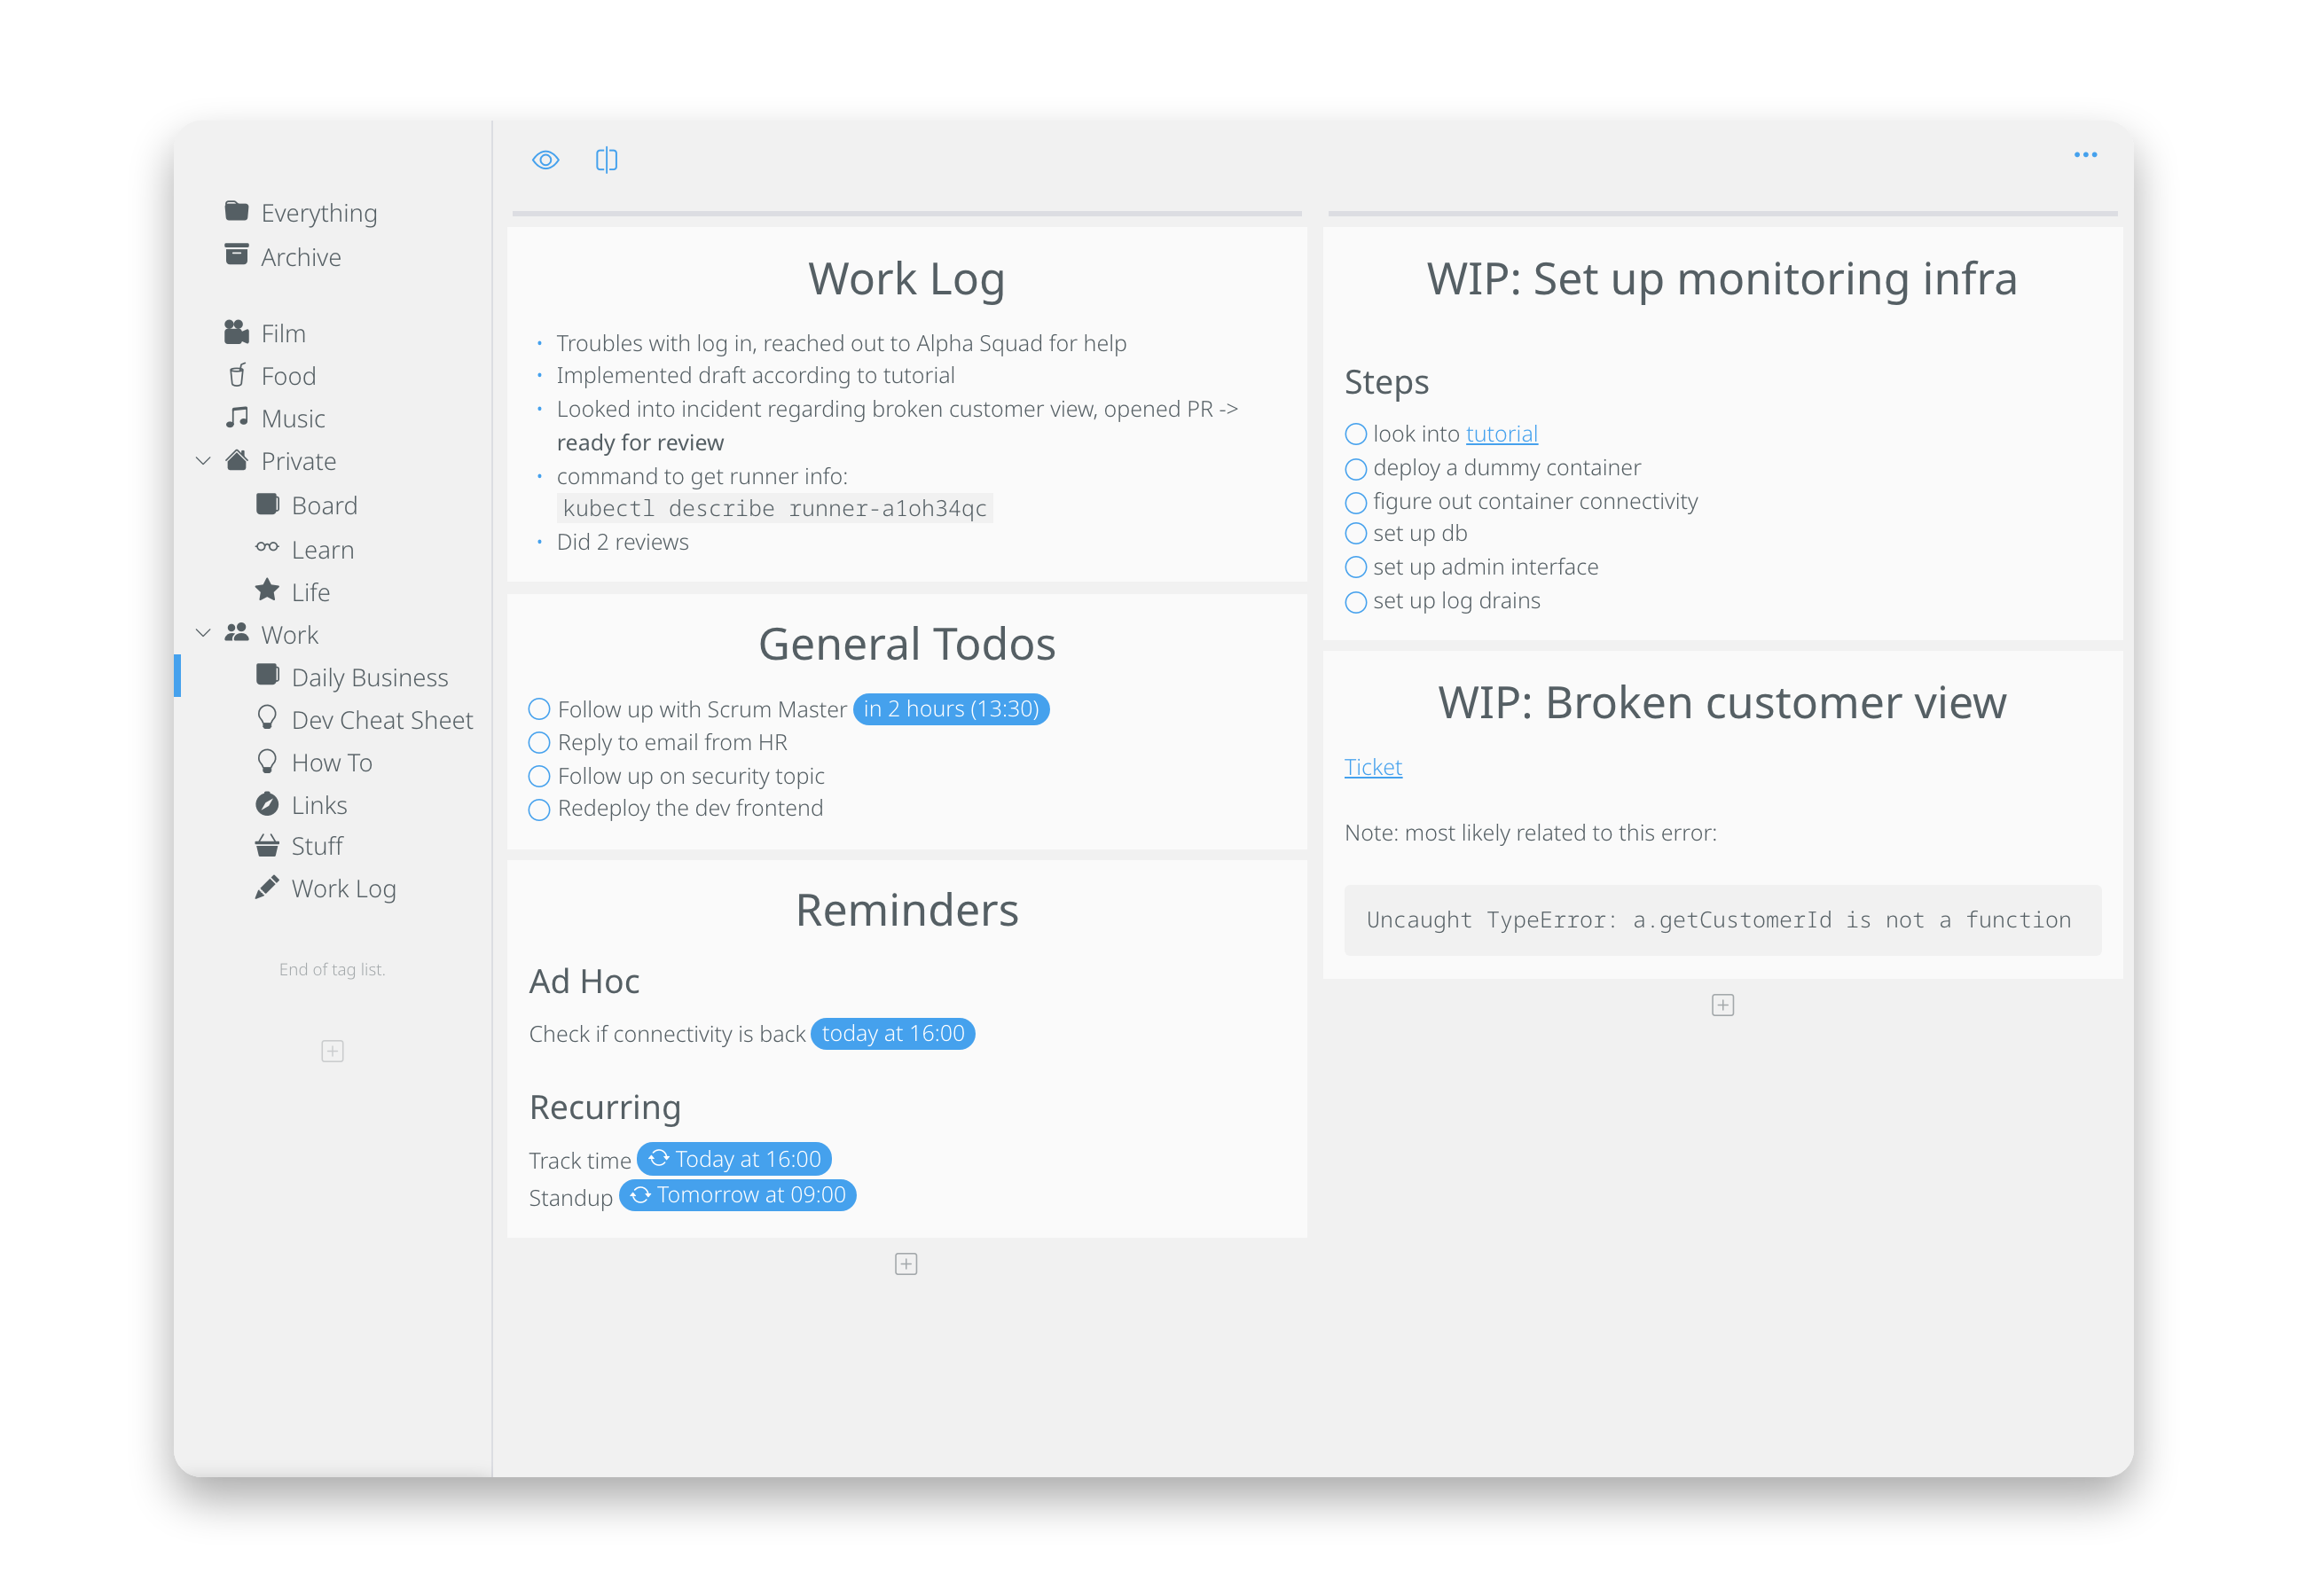 Everything
Archive
Film
Food
Music
Private
Board
Learn
Life
Work
Daily Business
Dev Cheat Sheet
How To
Links
Stuff
Work Log
End of tag list.
Work Log
Troubles with log in, reached out to Alpha Squad for help
Implemented draft according to tutorial
Looked into incident regarding broken customer view, opened PR ->
ready for review
command to get runner info:
kubectl describe runner-a1oh34qc
Did 2 reviews
General Todos
Follow up with Scrum Master in 2 hours (13:30)
Reply to email from HR
Follow up on security topic
Redeploy the dev frontend
Reminders
Ad Hoc
Check if connectivity is back today at 16:00
Recurring
Track time Today at 16:00
Standup Tomorrow at 09:00
WIP: Set up monitoring infra
Steps
look into tutorial
deploy a dummy container
figure out container connectivity
set up db
set up admin interface
set up log drains
WIP: Broken customer view
Ticket
Note: most likely related to this error:
Uncaught TypeError: a.getCustomerId is not a function